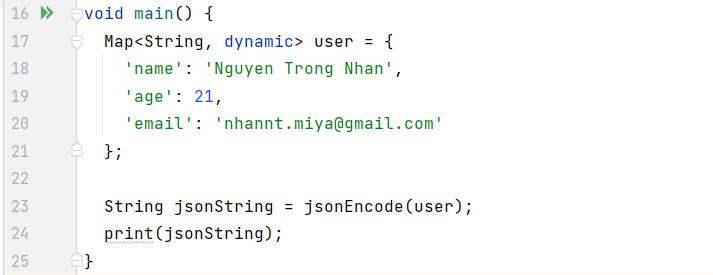 16 void main() {
17 Map<String, dynamic> user = {
18 'name': 'Nguyen Trong Nhan',
19 'age': 21,
20 'email': 'nhannt.miya@gmail.com'
21 };
22
23 String jsonString = jsonEncode(user);
24 print(jsonString);
25 }